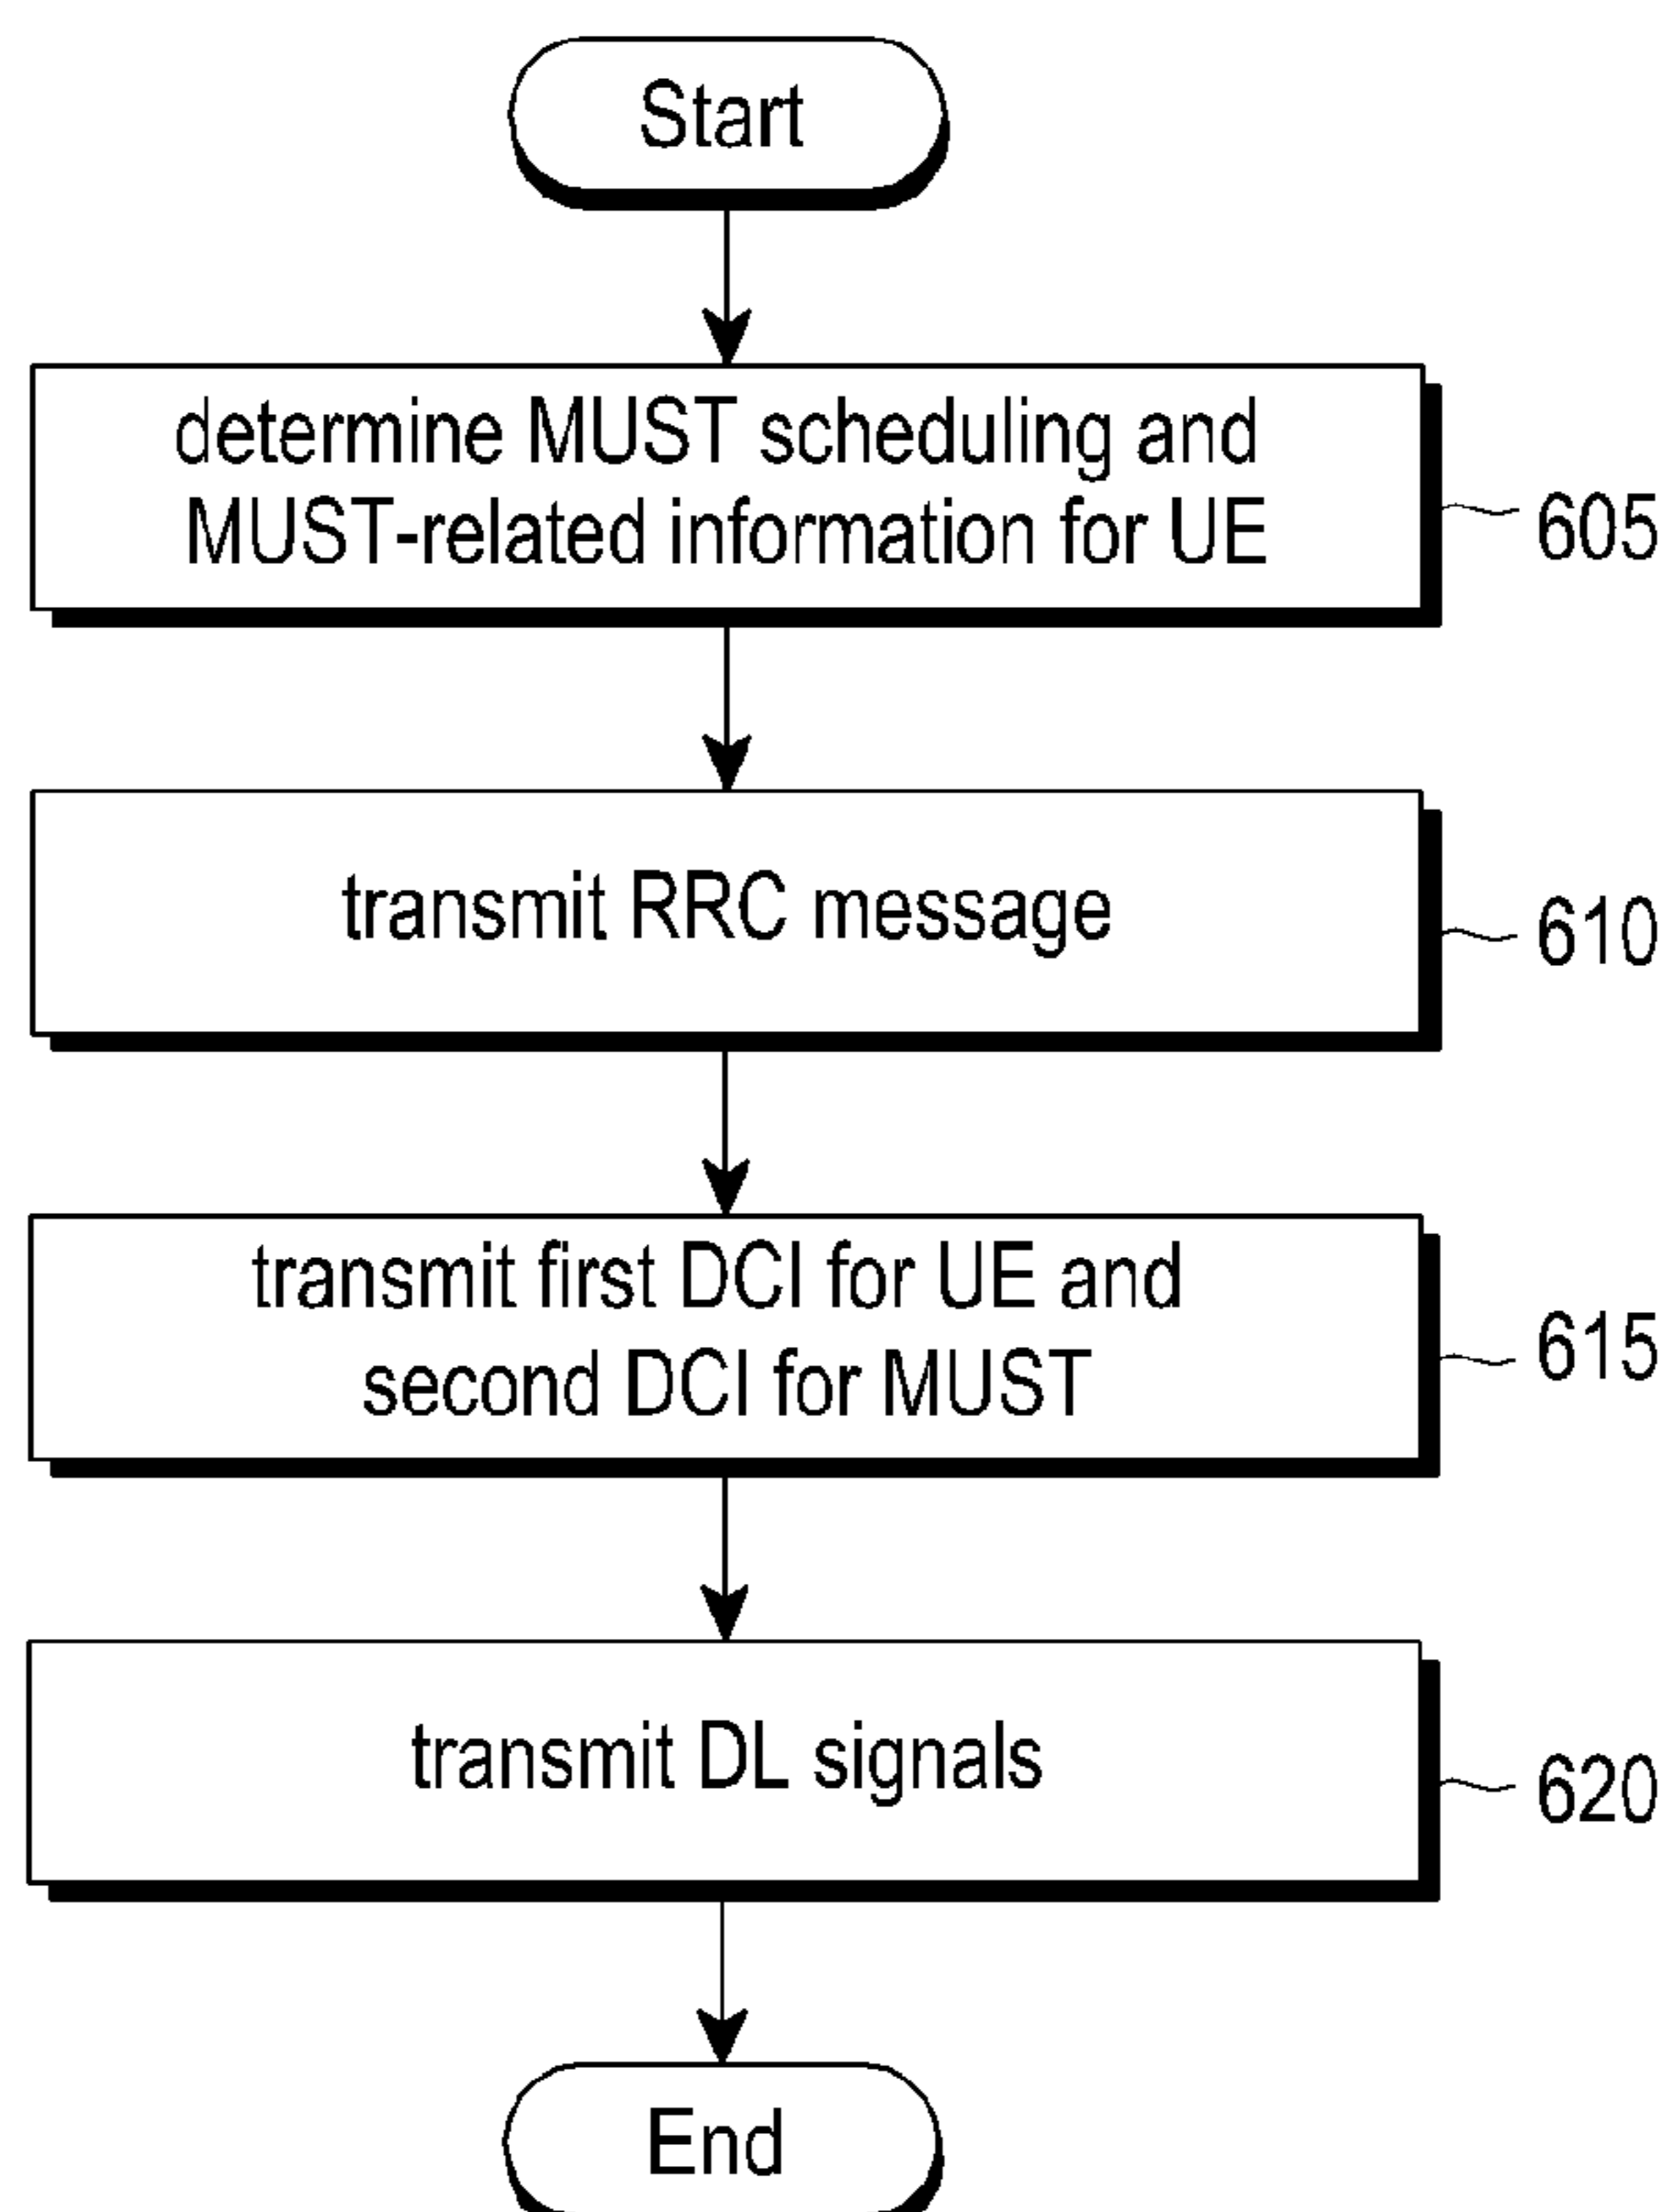 Start
determine MUST scheduling and
MUST-related information for UE
605
transmit RRC message
610
transmit first DCI for UE and
second DCI for MUST
615
transmit DL signals
620
End